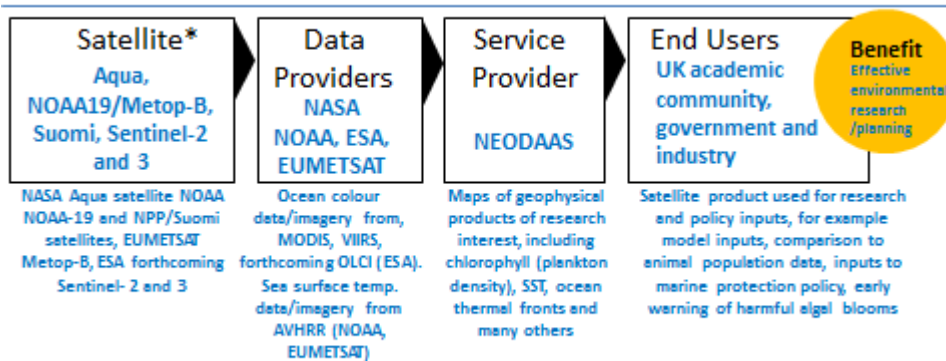 Satellite*
Aqua,
NOAA19/Metop-B,
Suomi, Sentinel-2
and 3
Data
Providers
NASA
NOAA, ESA,
EUMETSAT
Service
Provider
NEODAAS
End Users
UK academic
community,
government and
industry
Benefit
Effective
environmental
research
/planning
NASA Aqua satellite NOAA
NOAA-19 and NPP/Suomi
satellites, EUMETSAT
Metop-B, ESA forthcoming
Sentinel- 2 and 3
Ocean colour
data/imagery from,
MODIS, VIIRS,
forthcoming OLCI (ESA).
Sea surface temp.
data/imagery from
AVHRR (NOAA,
EUMETSAT)
Maps of geophysical
products of research
interest, including
chlorophyll (plankton
density), SST, ocean
thermal fronts and
many others
Satellite product used for research
and policy inputs, for example
model inputs, comparison to
animal population data, inputs to
marine protection policy, early
warning of harmful algal blooms